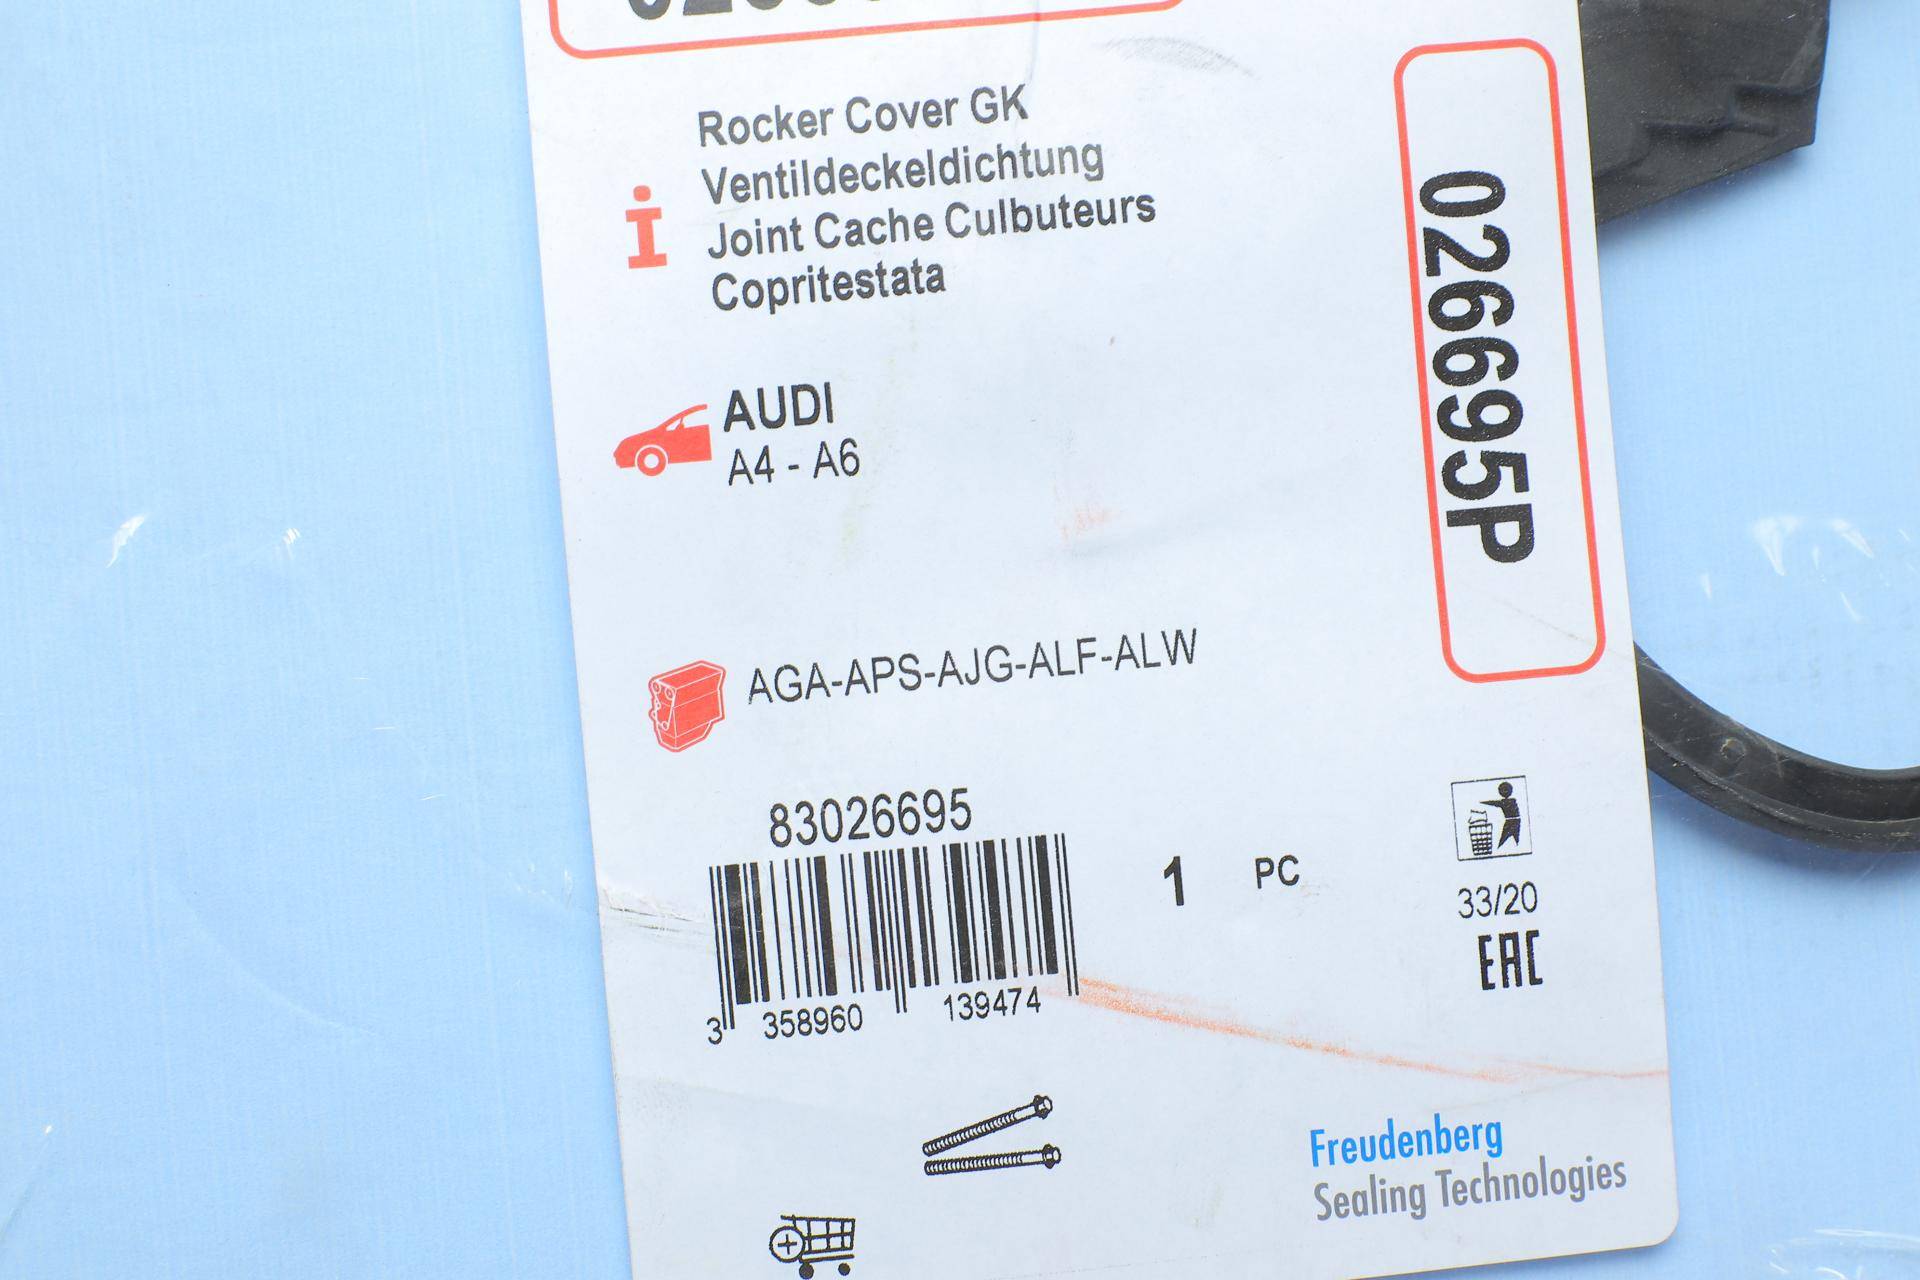 Rocker Cover GK
Ventildeckeldichtung
Joint Cache Culbuteurs
Copritestata
026695P
AUDI
A4 - A6
AGA-APS-AJG-ALF-ALW
83026695
3 358960 139474
1 PC
33/20
EAC
Freudenberg
Sealing Technologies